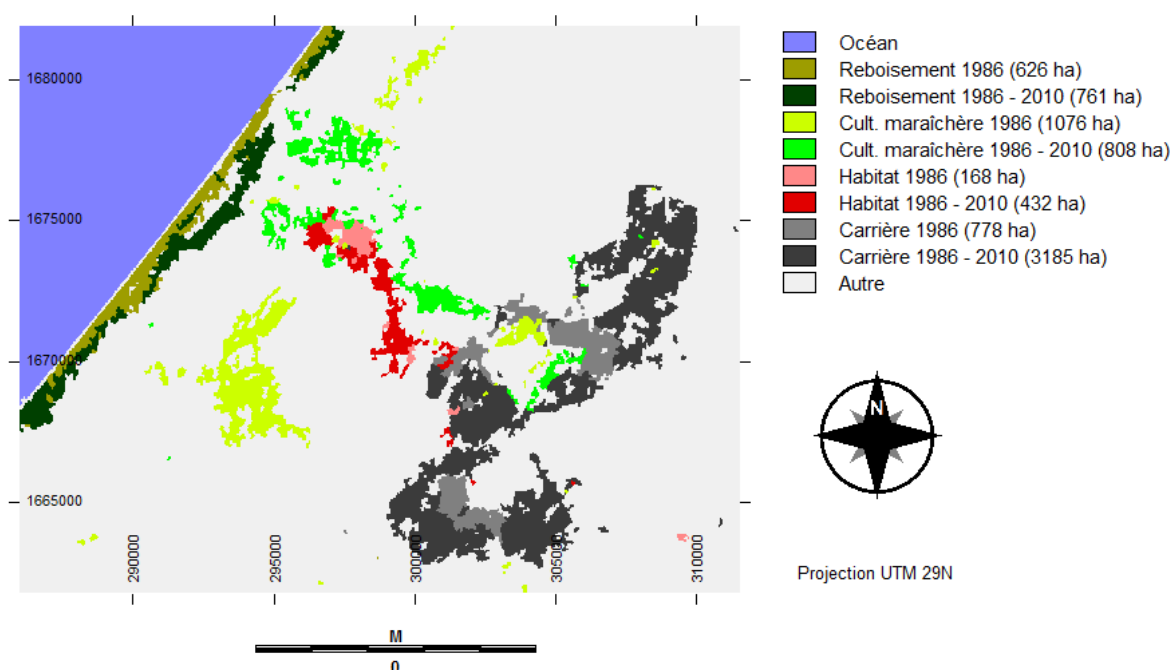 1680000
1675000
1670000
1665000
290000
295000
300000
305000
310000
Océan
Reboisement 1986 (626 ha)
Reboisement 1986 - 2010 (761 ha)
Cult. maraîchère 1986 (1076 ha)
Cult. maraîchère 1986 - 2010 (808 ha)
Habitat 1986 (168 ha)
Habitat 1986 - 2010 (432 ha)
Carrière 1986 (778 ha)
Carrière 1986 - 2010 (3185 ha)
Autre
N
Projection UTM 29N
M
0